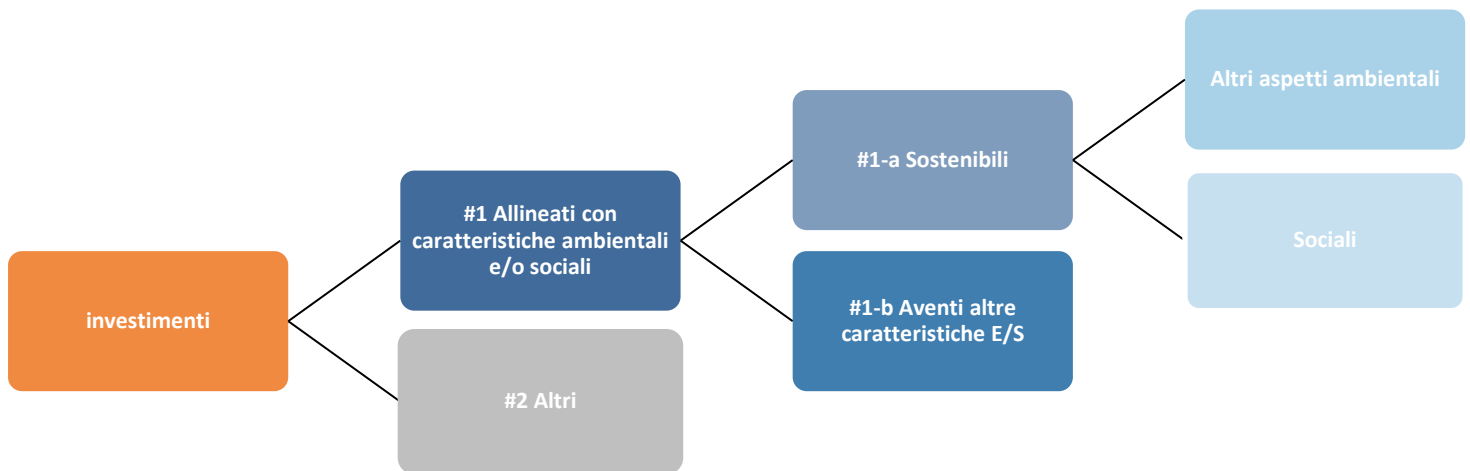 investimenti
#1 Allineati con
caratteristiche ambientali
e/o sociali
#2 Altri
#1-a Sostenibili
#1-b Aventi altre
caratteristiche E/S
Altri aspetti ambientali
Sociali